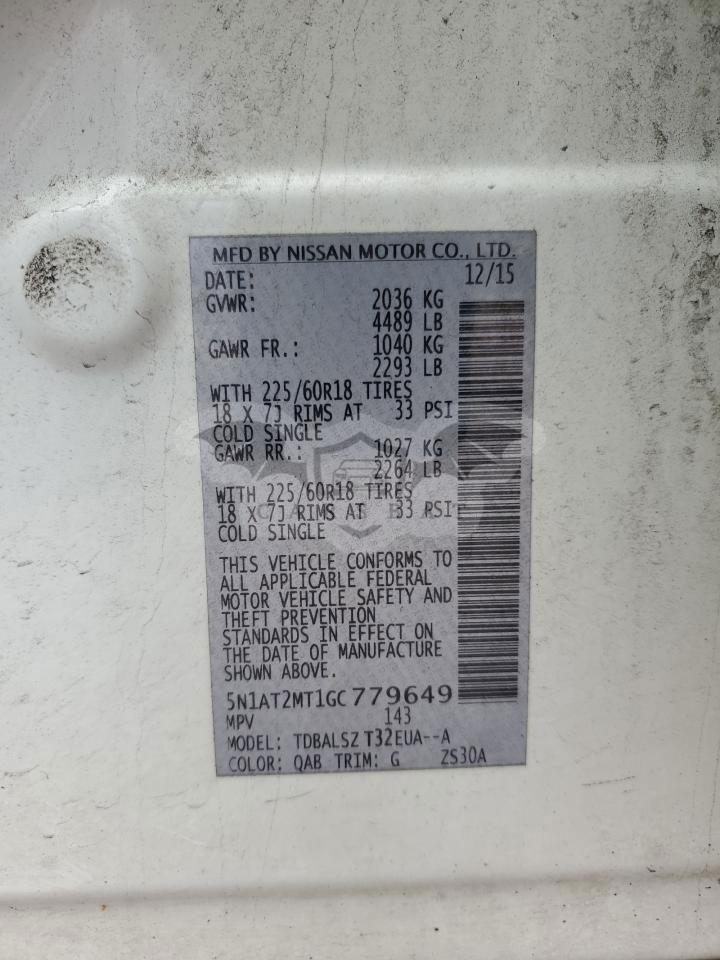 MFD BY NISSAN MOTOR CO., LTD.
DATE: 12/15
GVWR: 2036 KG
4489 LB
GAWR FR.: 1040 KG
2293 LB
WITH 225/60R18 TIRES
18 X 7J RIMS AT 33 PSI
COLD SINGLE
GAWR RR.: 1027 KG
2264 LB
WITH 225/60R18 TIRES
18 X 7J RIMS AT 33 PSI
COLD SINGLE
THIS VEHICLE CONFORMS TO
ALL APPLICABLE FEDERAL
MOTOR VEHICLE SAFETY AND
THEFT PREVENTION
STANDARDS IN EFFECT ON
THE DATE OF MANUFACTURE
SHOWN ABOVE.
5N1AT2MT1GC779649
MPV 143
MODEL: TDBALSZ T32EUA--A
COLOR: QAB TRIM: G ZS30A